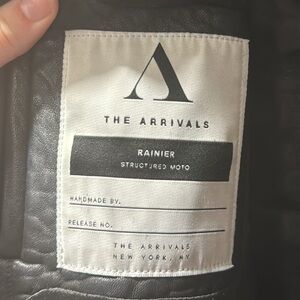 A
THE ARRIVALS
RAINIER
STRUCTURED MOTO
HANDMADE BY.
RELEASE NO.
THE ARRIVALS
NEW YORK, NY